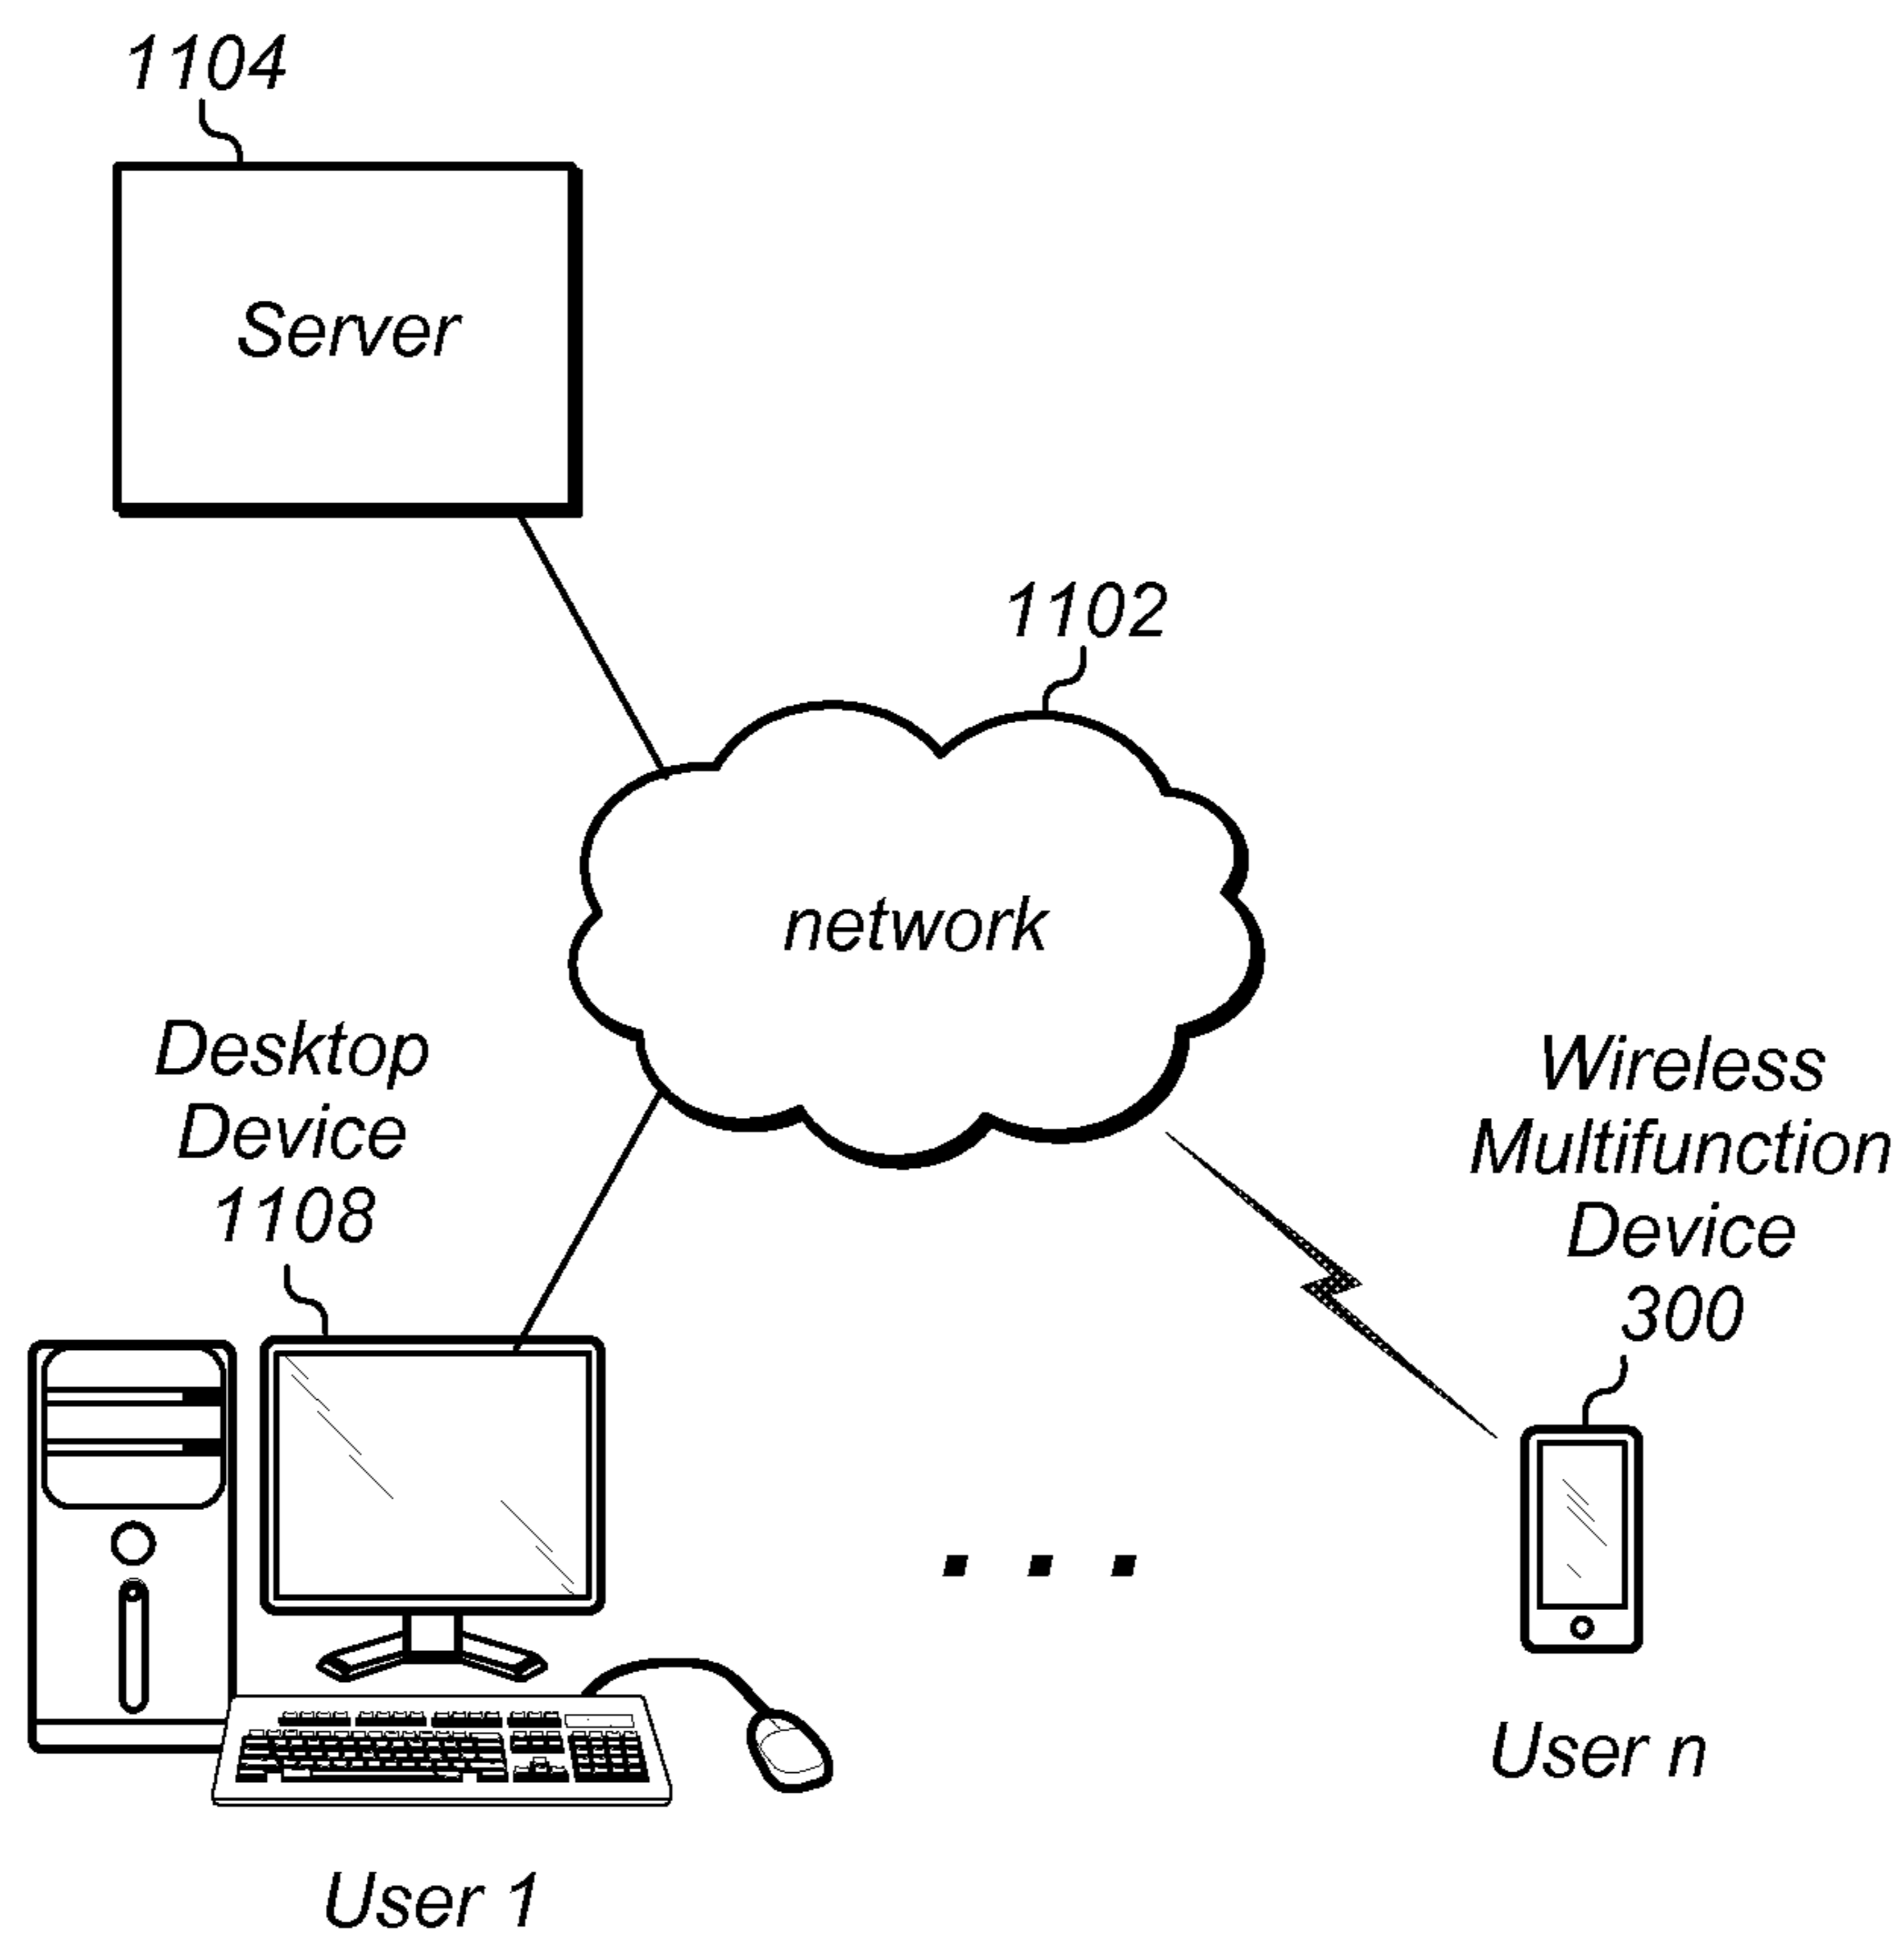 1104
Server
1102
network
Desktop
Device
1108
Wireless
Multifunction
Device
300
. . .
User n
User 1